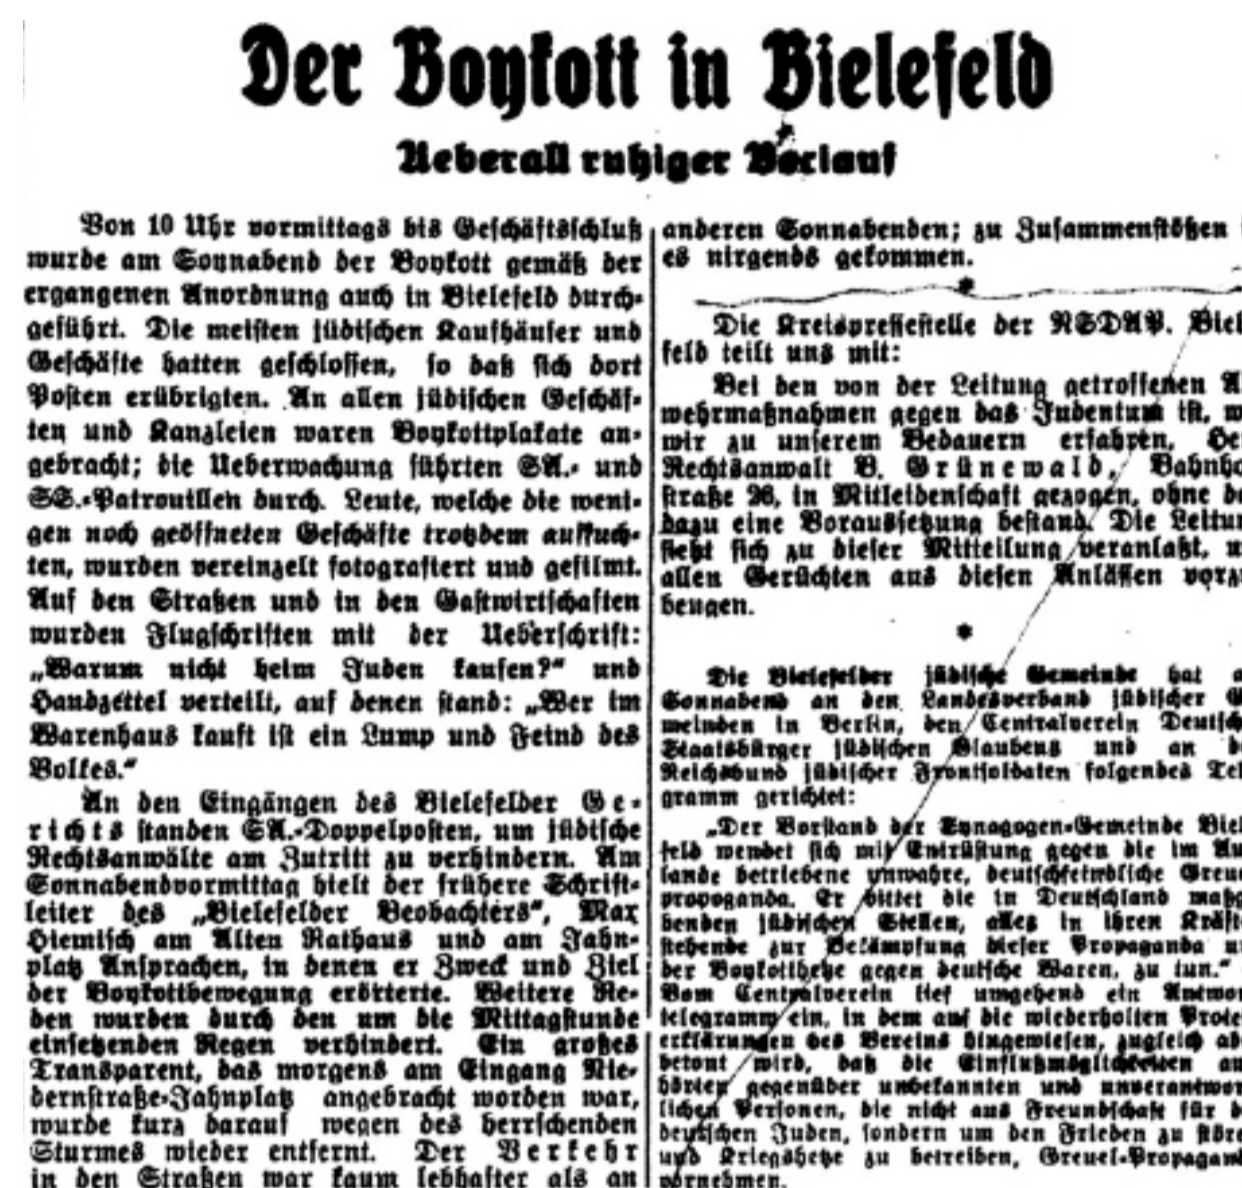 Der Boykott in Bielefeld
Ueberall ruhiger Verlauf
Von 10 Uhr vormittags bis Geschäftsschluß
wurde am Sonnabend der Boykott gemäß der
ergangenen Anordnung auch in Bielefeld durch-
geführt. Die meisten jüdischen Kaufhäuser und
Geschäfte hatten geschlossen, so daß sich dort
Posten erübrigten. An allen jüdischen Geschäf-
ten und Kanzleien waren Boykottplakate an-
gebracht; die Ueberwachung führten SA.- und
SS.-Patrouillen durch. Leute, welche die weni-
gen noch geöffneten Geschäfte trotzdem aufsuch-
ten, wurden vereinzelt fotografiert und gefilmt.
Auf den Straßen und in den Gastwirtschaften
wurden Flugschriften mit der Ueberschrift:
„Warum nicht beim Juden kaufen?“ und
Handzettel verteilt, auf denen stand: „Wer im
Warenhaus kauft ist ein Lump und Feind des
Volkes.“
An den Eingängen des Bielefelder Ge-
richts standen SA.-Doppelposten, um jüdische
Rechtsanwälte am Zutritt zu verhindern. Am
Sonnabendvormittag hielt der frühere Schrift-
leiter des „Bielefelder Beobachters“, Max
Hiemisch am Alten Rathaus und am Jahn-
platz Ansprachen, in denen er Zweck und Ziel
der Boykottbewegung erörterte. Weitere Re-
den wurden durch den um die Mittagstunde
einsetzenden Regen verhindert. Ein großes
Transparent, das morgens am Eingang Nie-
dernstraße-Jahnplatz angebracht worden war,
wurde kurz darauf wegen des herrschenden
Sturmes wieder entfernt. Der Verkehr
in den Straßen war kaum lebhafter als an
anderen Sonnabenden; zu Zusammenstößen
es nirgends gekommen.
*
Die Kreispressestelle der NSDAP. Biel
feld teilt uns mit:
Bei den von der Leitung getroffenen A
wehrmaßnahmen gegen das Judentum ist, w
wir zu unserem Bedauern erfahren, He
Rechtsanwalt B. Grünewald, Bahnho
straße 26, in Mitleidenschaft gezogen, ohne da
dazu eine Voraussetzung bestand. Die Leitun
sieht sich zu dieser Mitteilung veranlaßt, u
allen Gerüchten aus diesen Anlässen vorzu
beugen.
*
Die Bielefelder jüdische Gemeinde hat a
Sonnabend an den Landesverband jüdischer G
meinden in Berlin, den Centralverein Deutsch
Staatsbürger jüdischen Glaubens und an de
Reichsbund jüdischer Frontsoldaten folgendes Tel
gramm gerichtet:
„Der Vorstand der Synagogen-Gemeinde Biel
feld wendet sich mit Entrüstung gegen die im Au
lande betriebene unwahre, deutschfeindliche Greue
propaganda. Er bittet die in Deutschland maßg
benden jüdischen Stellen, alles in ihren Kräfte
stehende zur Bekämpfung dieser Propaganda u
der Boykotthetze gegen deutsche Waren, zu tun.“
Vom Centralverein lief umgehend ein Antwor
telegramm ein, in dem auf die wiederholten Prote
erklärungen des Vereins hingewiesen, zugleich ab
betont wird, daß die Einflußmöglichkeiten au
hörten gegenüber unbekannten und unverantwor
lichen Personen, die nicht aus Freundschaft für d
deutschen Juden, sondern um den Frieden zu störe
und Kriegshetze zu betreiben, Greuel-Propagand
vornehmen.